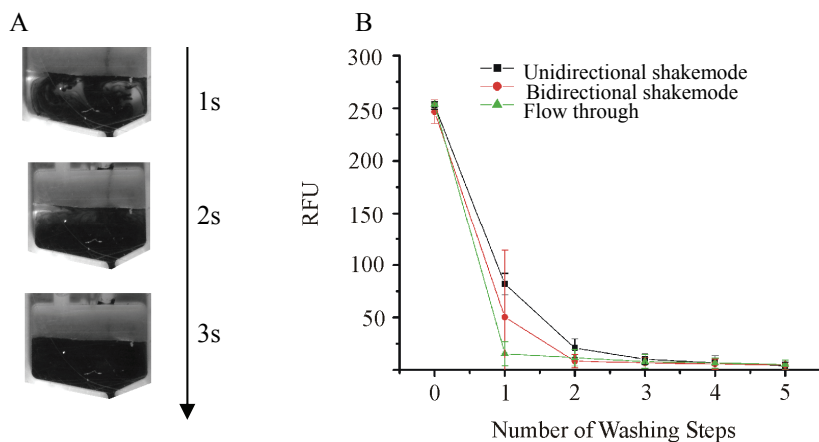 A
1s
2s
3s
B
Unidirectional shakemode
Bidirectional shakemode
Flow through
300
250
200
150
100
50
RFU
0 1 2 3 4 5
Number of Washing Steps